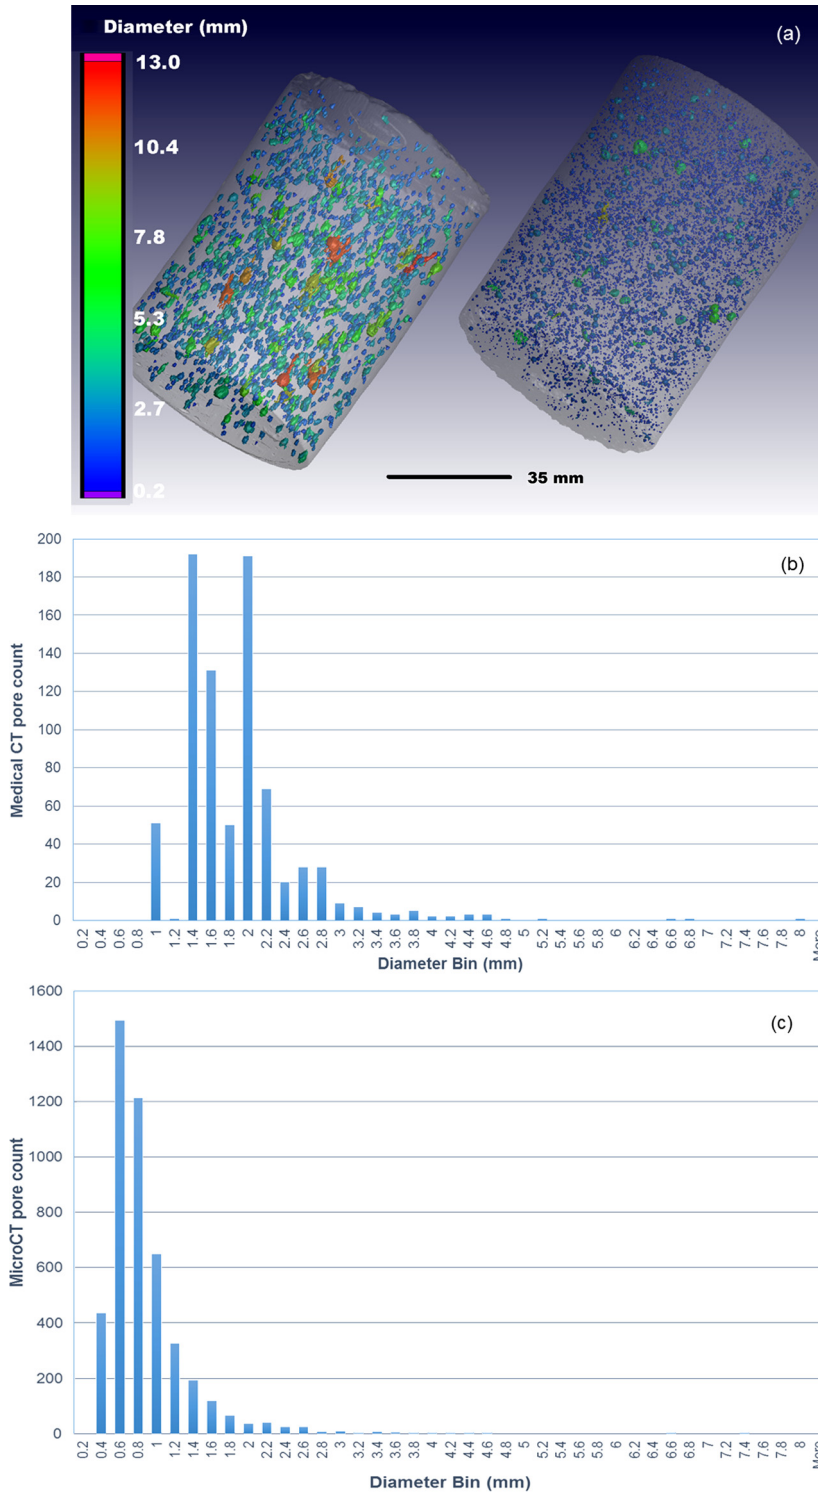 Diameter (mm)
(a)
13.0
10.4
7.8
5.3
2.7
0.2
35 mm
(b)
Medical CT pore count
200
180
160
140
120
100
80
60
40
20
0
0.2 0.4 0.6 0.8 1 1.2 1.4 1.6 1.8 2 2.2 2.4 2.6 2.8 3 3.2 3.4 3.6 3.8 4 4.2 4.4 4.6 4.8 5 5.2 5.4 5.6 5.8 6 6.2 6.4 6.6 6.8 7 7.2 7.4 7.6 7.8 8 More
Diameter Bin (mm)
(c)
MicroCT pore count
1600
1400
1200
1000
800
600
400
200
0
0.2 0.4 0.6 0.8 1 1.2 1.4 1.6 1.8 2 2.2 2.4 2.6 2.8 3 3.2 3.4 3.6 3.8 4 4.2 4.4 4.6 4.8 5 5.2 5.4 5.6 5.8 6 6.2 6.4 6.6 6.8 7 7.2 7.4 7.6 7.8 8 More
Diameter Bin (mm)